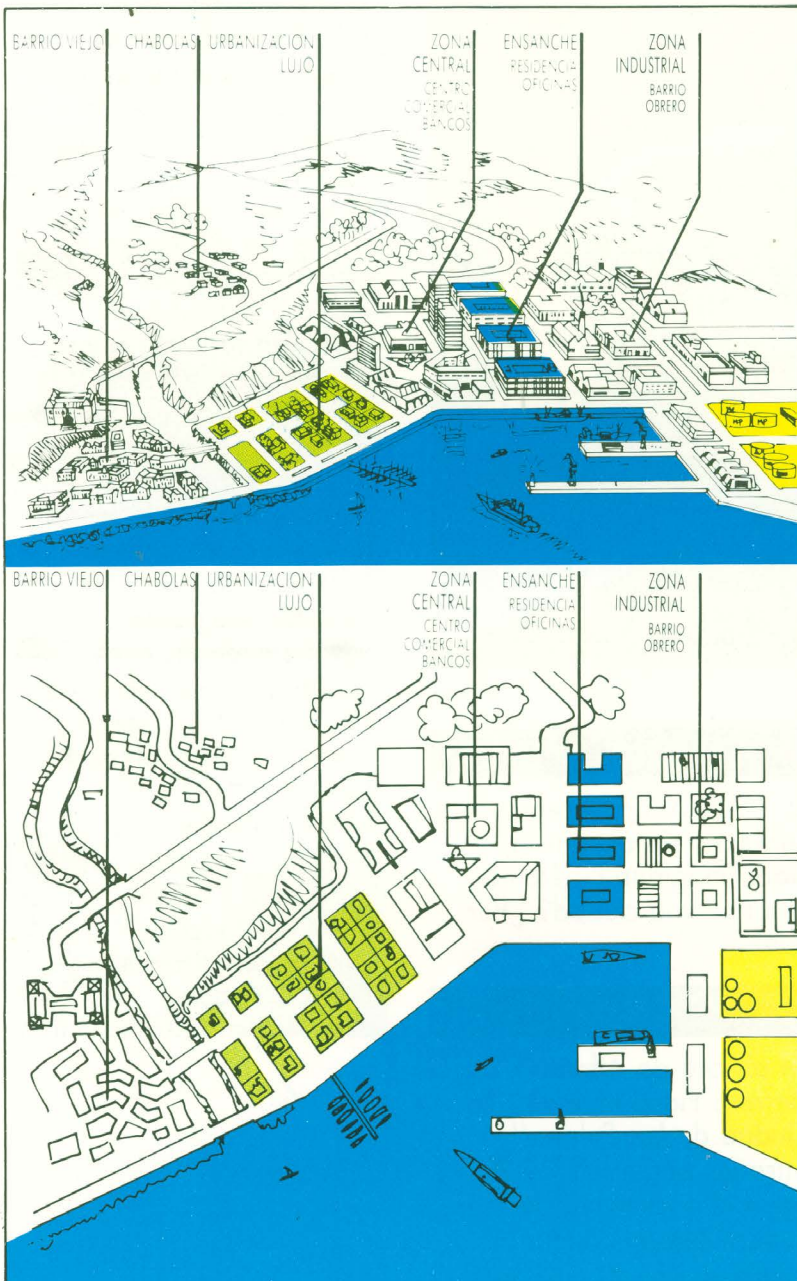 BARRIO VIEJO
CHABOLAS
URBANIZACION
LUJO
ZONA
CENTRAL
CENTRO
COMERCIAL
BANCOS
ENSANCHE
RESIDENCIA
OFICINAS
ZONA
INDUSTRIAL
BARRIO
OBRERO
MP
BARRIO VIEJO
CHABOLAS
URBANIZACION
LUJO
ZONA
CENTRAL
CENTRO
COMERCIAL
BANCOS
ENSANCHE
RESIDENCIA
OFICINAS
ZONA
INDUSTRIAL
BARRIO
OBRERO